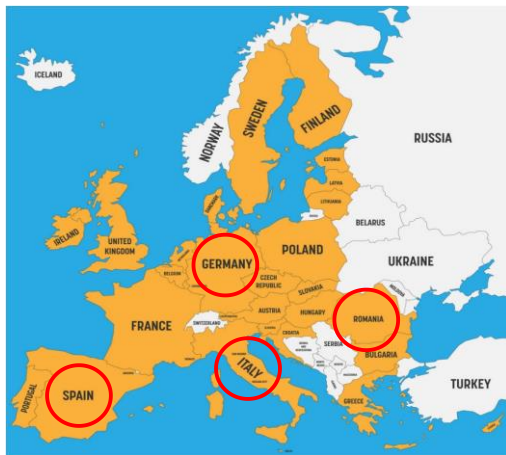 ICELAND
NORWAY
SWEDEN
FINLAND
RUSSIA
ESTONIA
LATVIA
LITHUANIA
BELARUS
IRELAND
UNITED
KINGDOM
GERMANY
POLAND
BELGIUM
CZECH
REPUBLIC
SLOVAKIA
UKRAINE
MOLDOVA
FRANCE
SWITZERLAND
AUSTRIA
HUNGARY
ROMANIA
CROATIA
SERBIA
BULGARIA
ITALY
PORTUGAL
SPAIN
GREECE
TURKEY